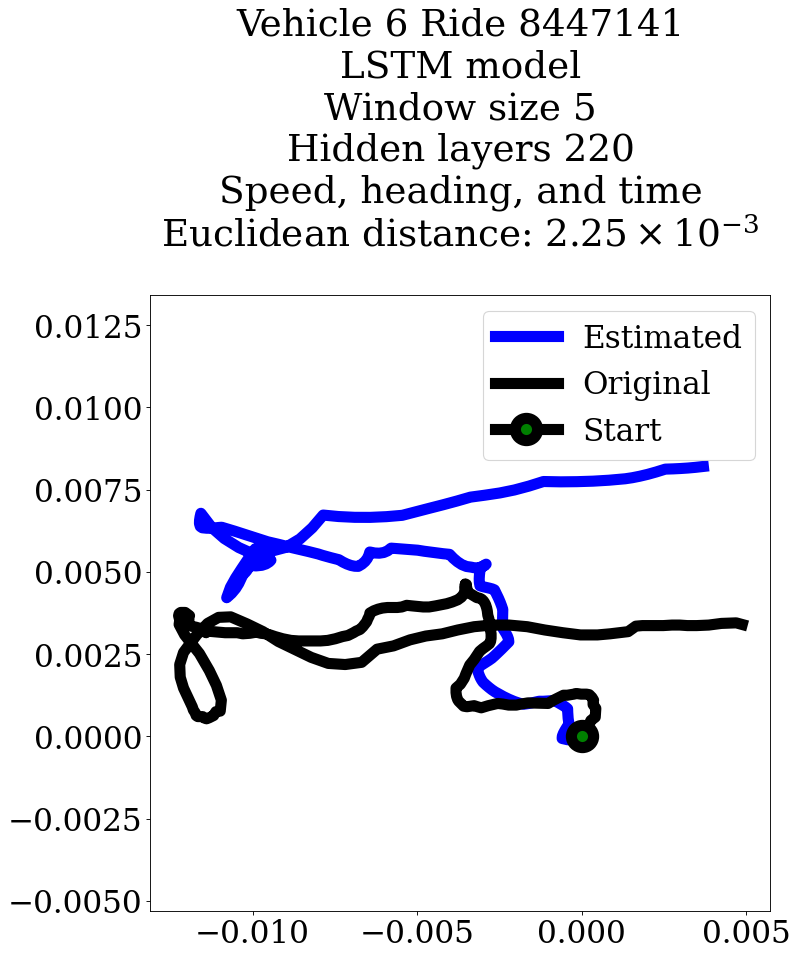 Vehicle 6 Ride 8447141
LSTM model
Window size 5
Hidden layers 220
Speed, heading, and time
Euclidean distance: 2.25 × 10⁻³
Estimated
Original
Start
0.0125
0.0100
0.0075
0.0050
0.0025
0.0000
−0.0025
−0.0050
−0.010 −0.005 0.000 0.005